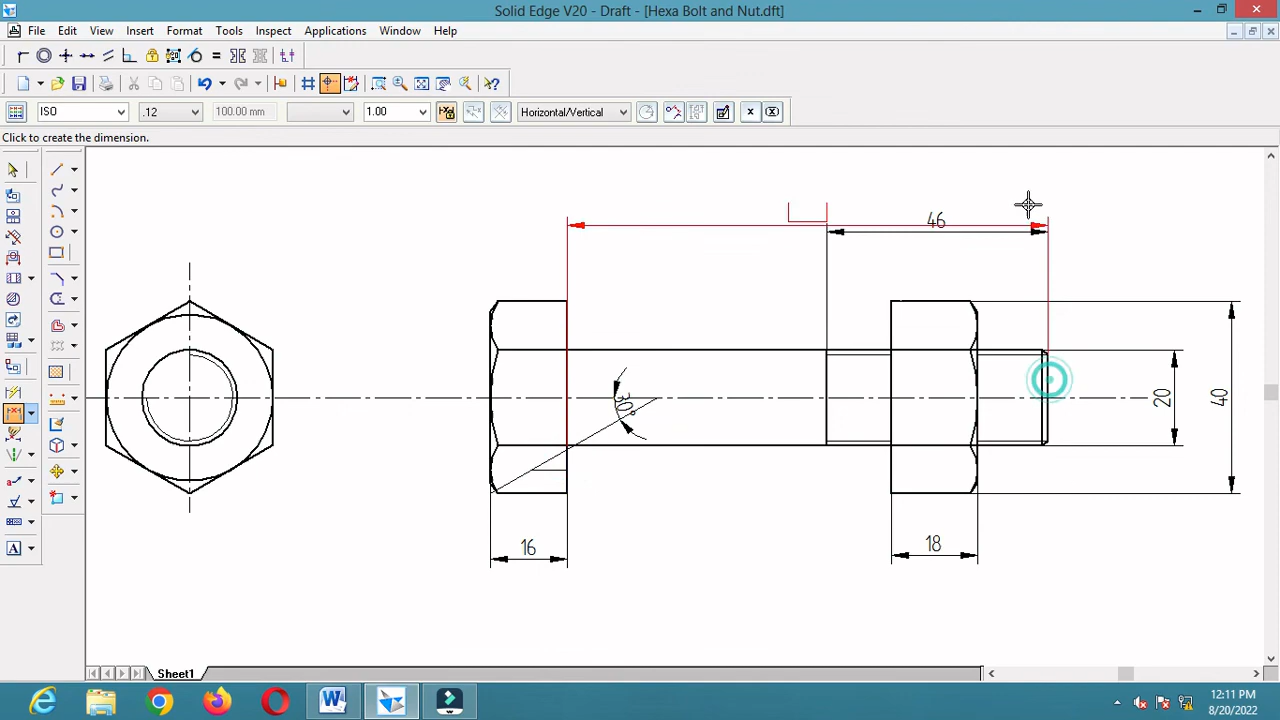 Solid Edge V20 - Draft - [Hexa Bolt and Nut.dft]
File Edit View Insert Format Tools Inspect Applications Window Help
ISO .12 100.00 mm 1.00 Horizontal/Vertical
Click to create the dimension.
46
30°
20
40
16
18
A
Sheet1
12:11 PM
8/20/2022